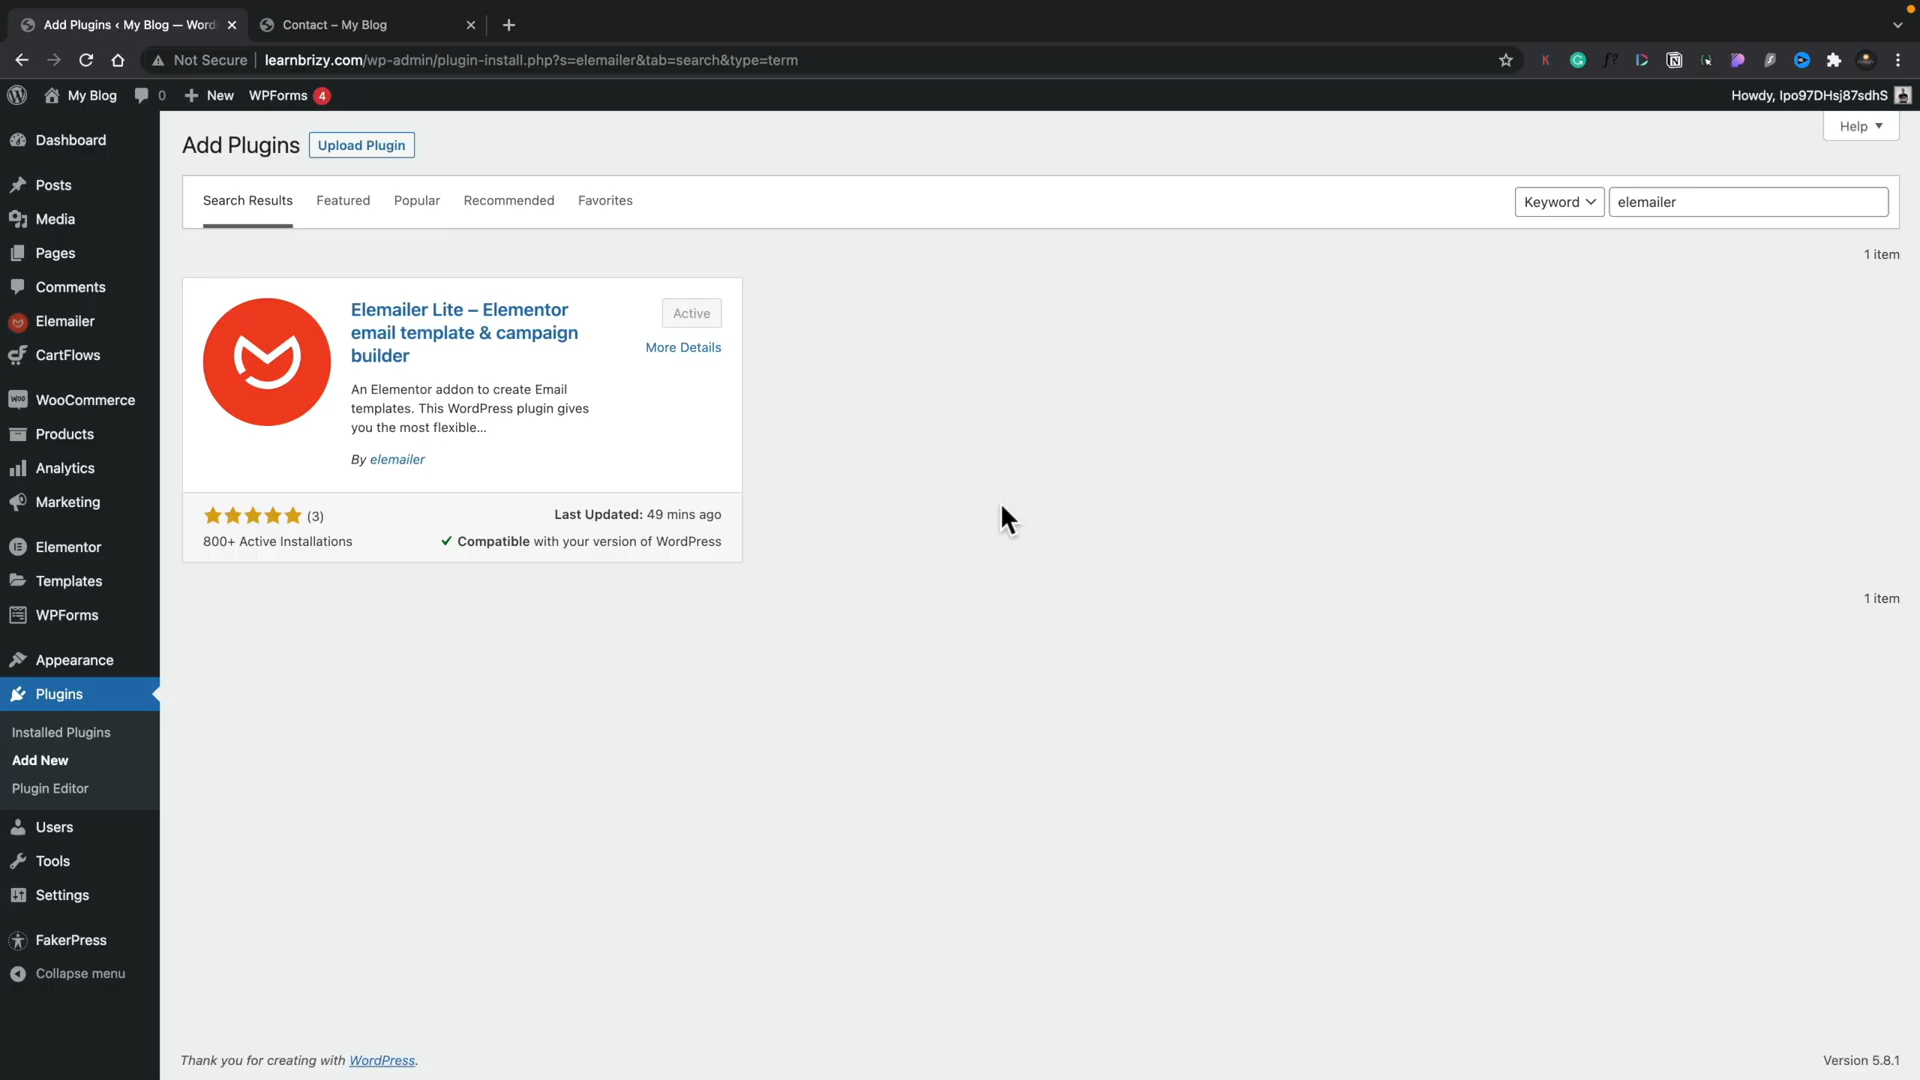 Add Plugins ‹ My Blog — Word
Contact – My Blog
Not Secure
learnbrizy.com/wp-admin/plugin-install.php?s=elemailer&tab=search&type=term
My Blog
0
New
WPForms 4
Howdy, Ipo97DHsj87sdhS
Dashboard
Posts
Media
Pages
Comments
Elemailer
CartFlows
WooCommerce
Products
Analytics
Marketing
Elementor
Templates
WPForms
Appearance
Plugins
Installed Plugins
Add New
Plugin Editor
Users
Tools
Settings
FakerPress
Collapse menu
Add Plugins
Upload Plugin
Help
Search Results
Featured
Popular
Recommended
Favorites
Keyword
elemailer
1 item
Elemailer Lite – Elementor
email template & campaign
builder
Active
More Details
An Elementor addon to create Email
templates. This WordPress plugin gives
you the most flexible...
By elemailer
(3)
Last Updated: 49 mins ago
800+ Active Installations
Compatible with your version of WordPress
1 item
Thank you for creating with WordPress.
Version 5.8.1